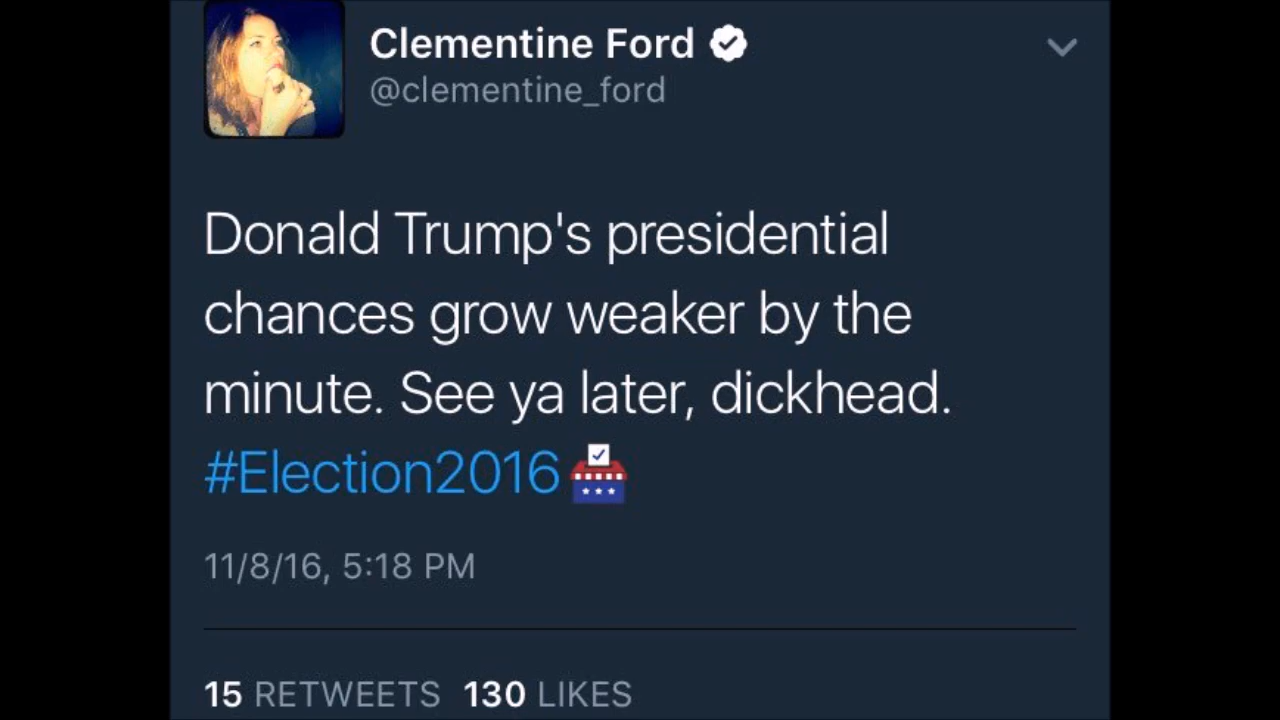 Clemetine Ford
@clementine_ford
Donald Trump's presidential
chances grow weaker by the
minute. See ya later, dickhead.
#Election2016
11/8/16, 5:18 PM
15 RETWEETS 130 LIKES